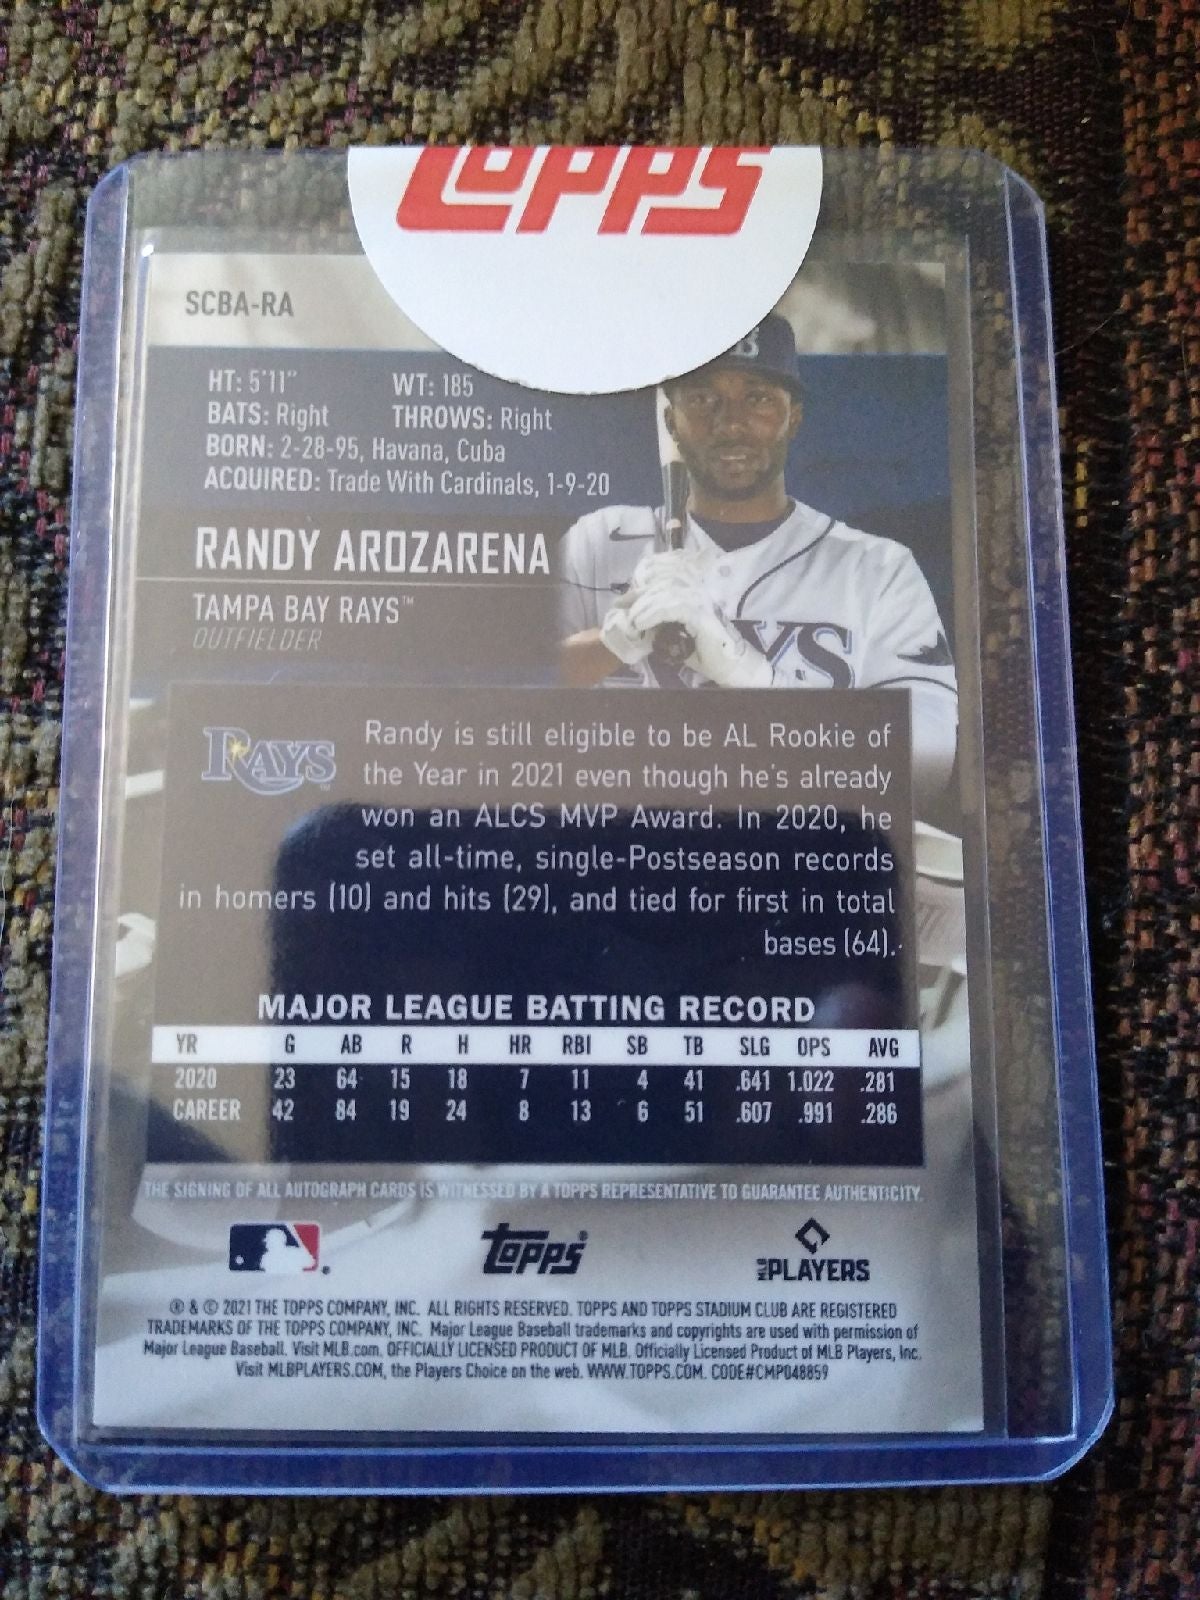 TOPPS
SCBA-RA
HT: 5'11" WT: 185
BATS: Right THROWS: Right
BORN: 2-28-95, Havana, Cuba
ACQUIRED: Trade With Cardinals, 1-9-20
RANDY AROZARENA
TAMPA BAY RAYS™
OUTFIELDER
RAYS
RAYS™
Randy is still eligible to be AL Rookie of
the Year in 2021 even though he's already
won an ALCS MVP Award. In 2020, he
set all-time, single-Postseason records
in homers (10) and hits (29), and tied for first in total
bases (64).
MAJOR LEAGUE BATTING RECORD
YR G AB R H HR RBI SB TB SLG OPS AVG
2020 23 64 15 18 7 11 4 41 .641 1.022 .281
CAREER 42 84 19 24 8 13 6 51 .607 .991 .286
THE SIGNING OF ALL AUTOGRAPH CARDS IS WITNESSED BY A TOPPS REPRESENTATIVE TO GUARANTEE AUTHENTICITY.
Topps® MLB PLAYERS
® & © 2021 THE TOPPS COMPANY, INC. ALL RIGHTS RESERVED. TOPPS AND TOPPS STADIUM CLUB ARE REGISTERED
TRADEMARKS OF THE TOPPS COMPANY, INC. Major League Baseball trademarks and copyrights are used with permission of
Major League Baseball. Visit MLB.com. OFFICIALLY LICENSED PRODUCT OF MLB. Officially Licensed Product of MLB Players, Inc.
Visit MLBPLAYERS.COM, the Players Choice on the web. WWW.TOPPS.COM. CODE#CMP048859